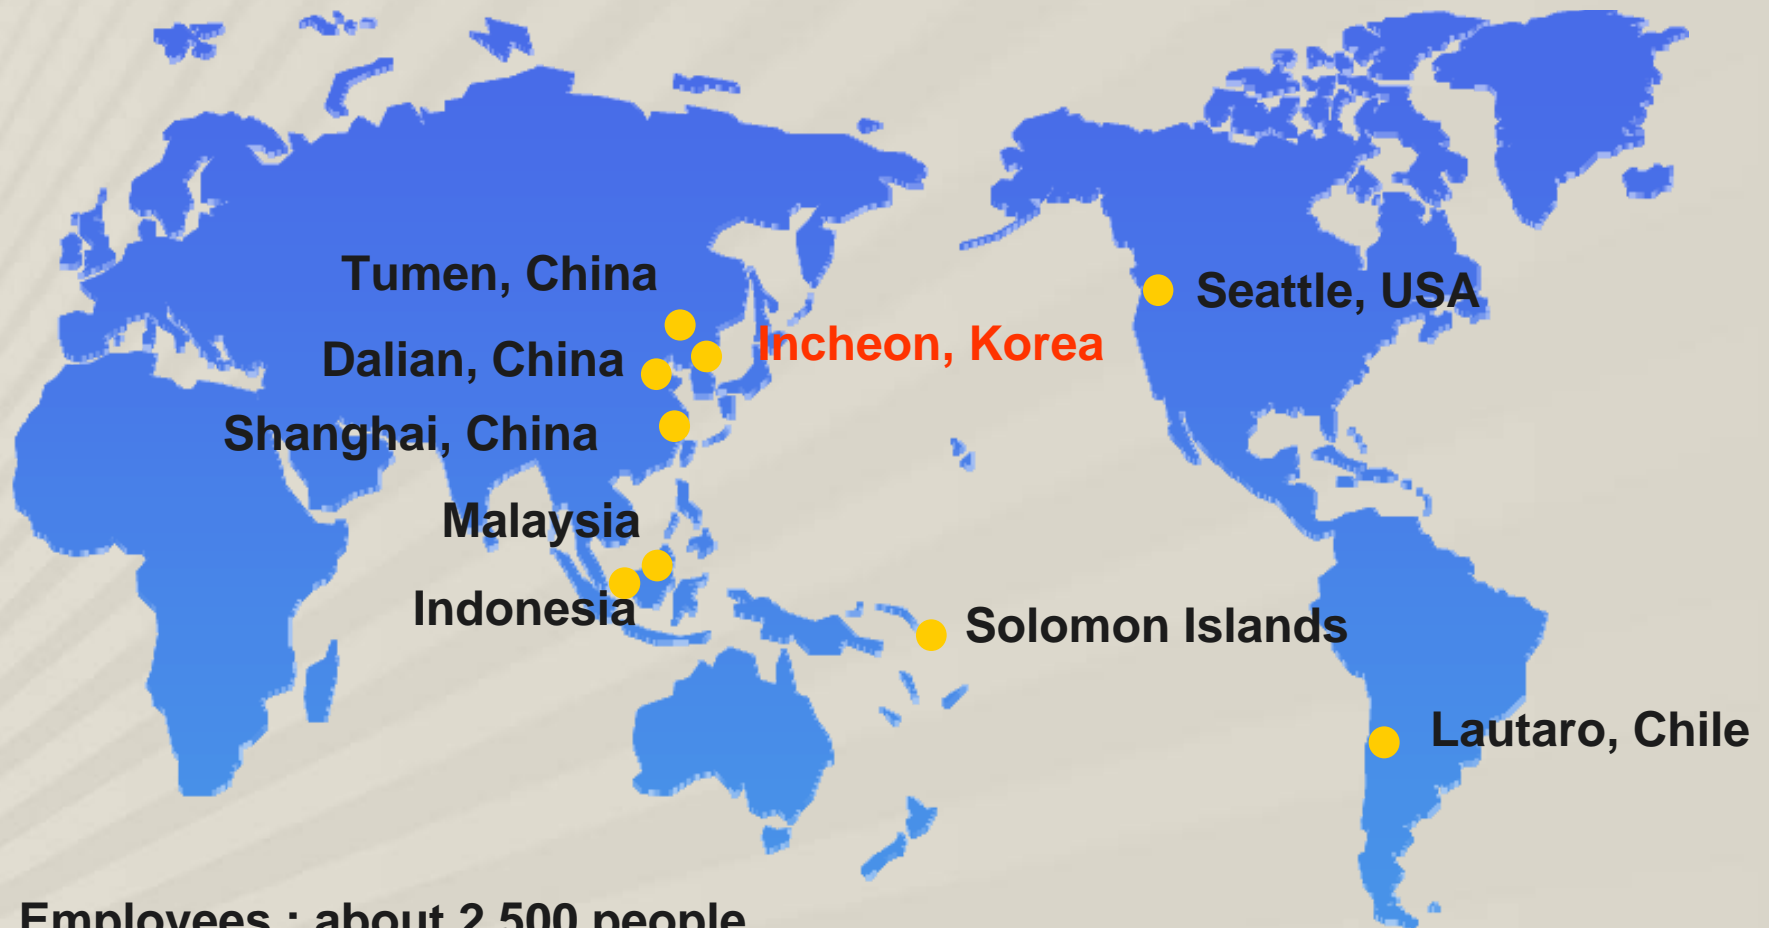 Tumen, China
Seattle, USA
Incheon, Korea
Dalian, China
Shanghai, China
Malaysia
Indonesia
Solomon Islands
Lautaro, Chile
Employees : about 2,500 people